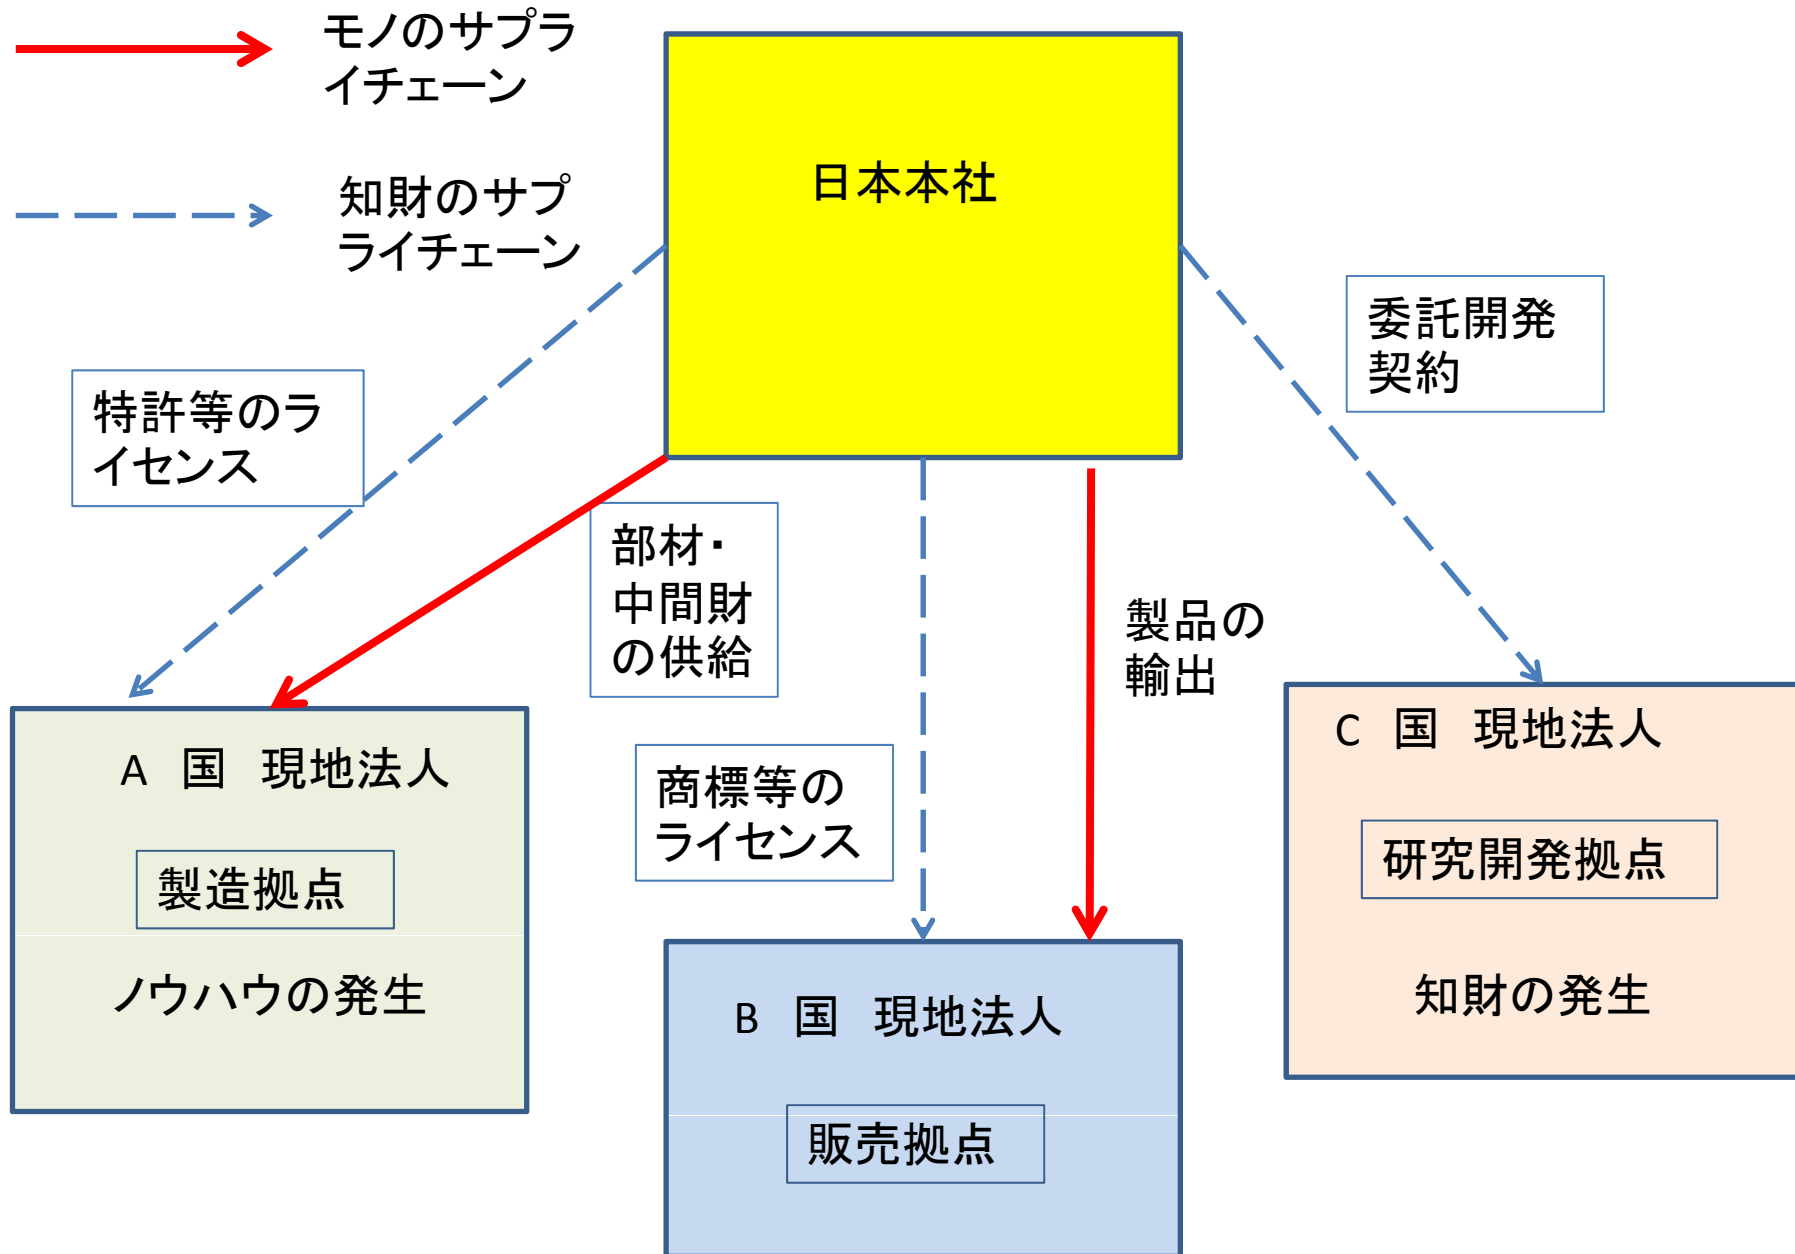 モノのサプラ
イチェーン
知財のサプ
ライチェーン
日本本社
委託開発
契約
特許等のラ
イセンス
部材・
中間財
の供給
製品の
輸出
商標等の
ライセンス
A 国 現地法人
製造拠点
ノウハウの発生
B 国 現地法人
販売拠点
C 国 現地法人
研究開発拠点
知財の発生